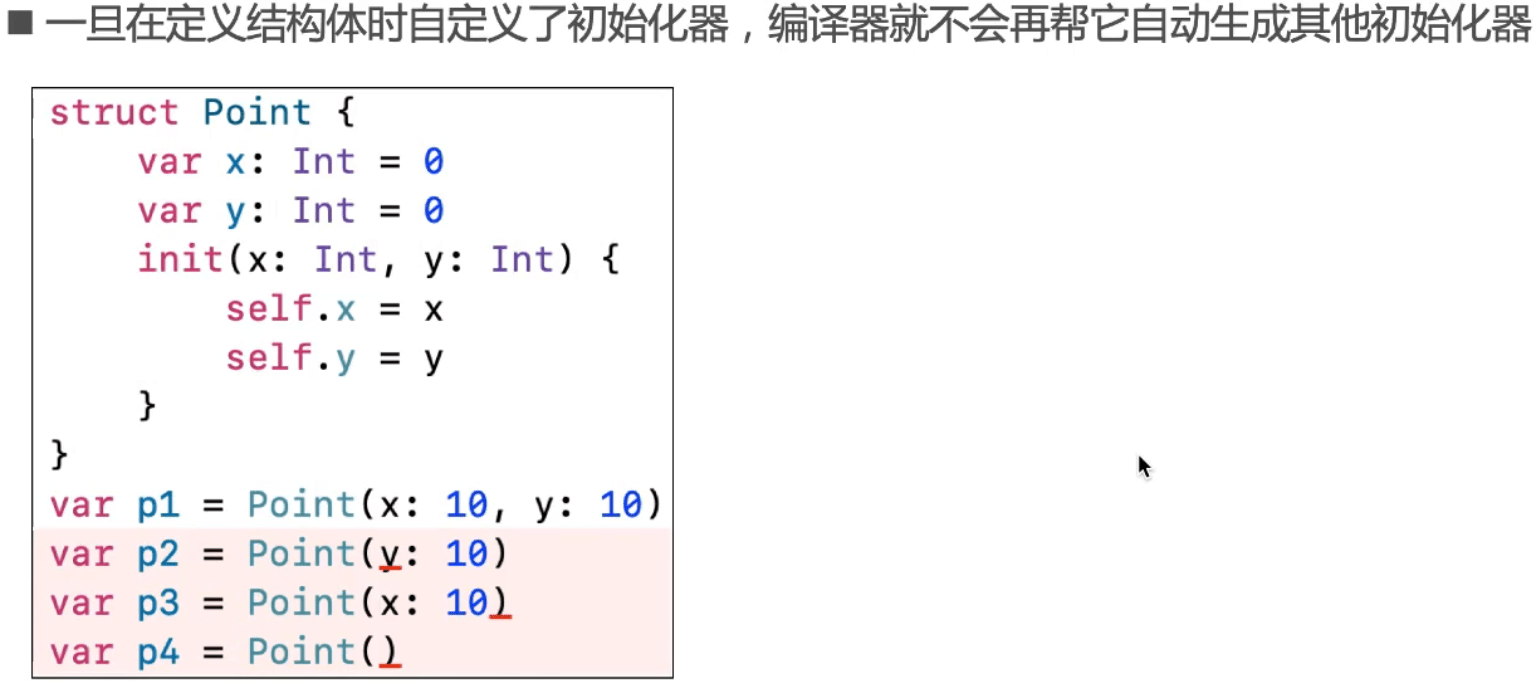 ■ 一旦在定义结构体时自定义了初始化器，编译器就不会再帮它自动生成其他初始化器
struct Point {
    var x: Int = 0
    var y: Int = 0
    init(x: Int, y: Int) {
        self.x = x
        self.y = y
    }
}
var p1 = Point(x: 10, y: 10)
var p2 = Point(y: 10)
var p3 = Point(x: 10)
var p4 = Point()